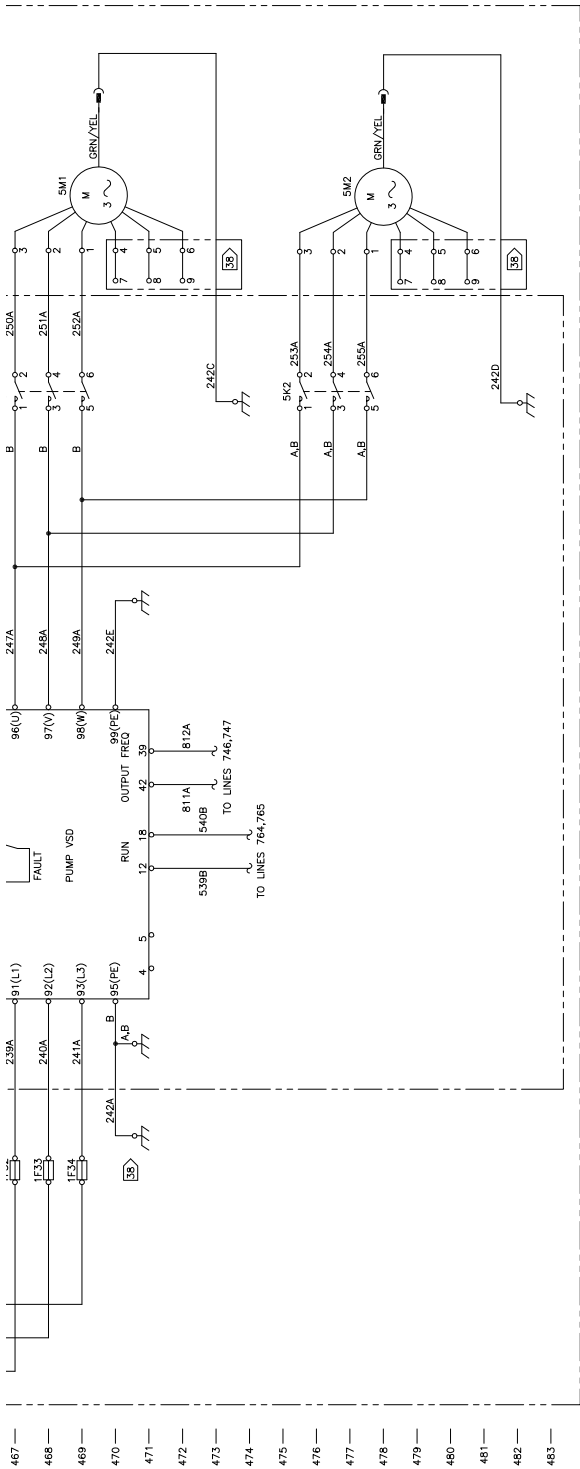 GRN/YEL
5M1
M
3
3
2
1
4
5
6
7
8
9
38
250A
251A
252A
2
4
6
1
3
5
B
B
B
242C
GRN/YEL
5M2
M
3
3
2
1
4
5
6
7
8
9
38
253A
254A
255A
5K2
2
4
6
1
3
5
A,B
A,B
A,B
242D
247A
248A
249A
242E
96(U)
97(V)
98(W)
99(PE)
OUTPUT FREQ
39
42
812A
811A
TO LINES 746,747
FAULT
PUMP VSD
RUN
18
12
540B
539B
TO LINES 764,765
5
4
91(L1)
92(L2)
93(L3)
95(PE)
239A
240A
241A
B
A,B
242A
1F33
1F34
38
467
468
469
470
471
472
473
474
475
476
477
478
479
480
481
482
483